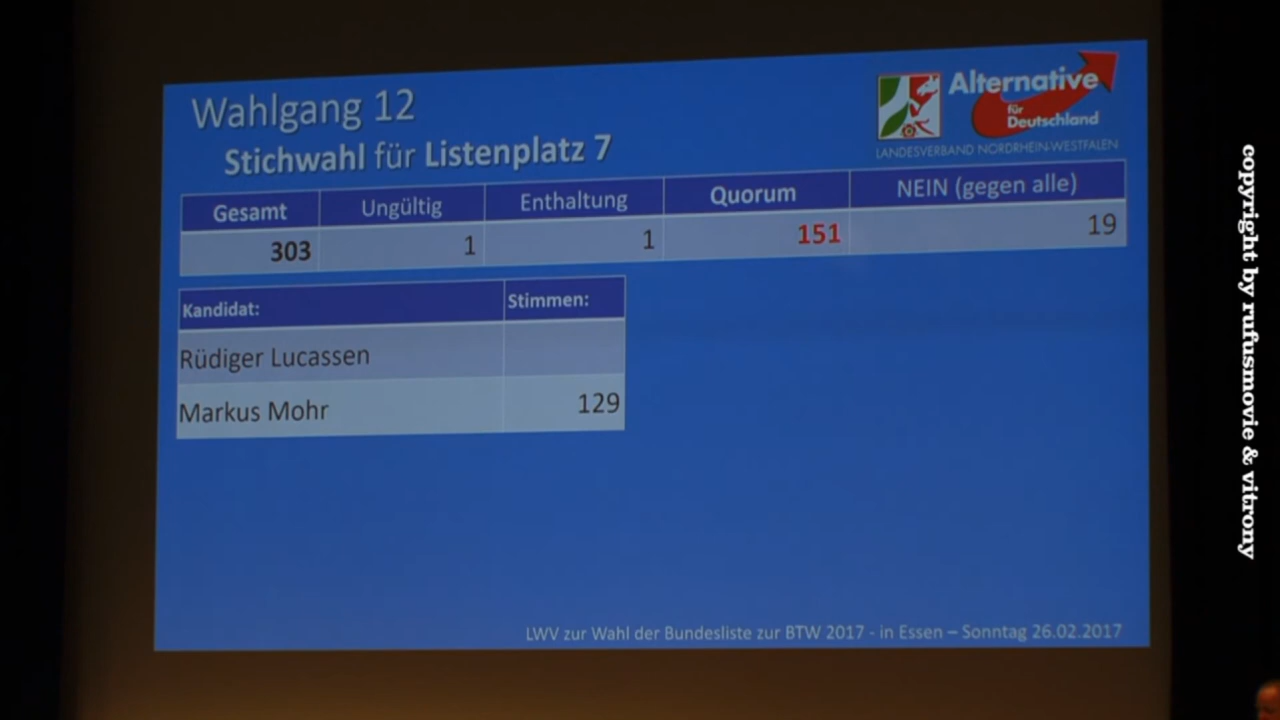 Wahlgang 12
Stichwahl für Listenplatz 7
Alternative
für
Deutschland
LANDESVERBAND NORDRHEIN-WESTFALEN
Gesamt Ungültig Enthaltung Quorum NEIN (gegen alle)
303 1 1 151 19
Kandidat: Stimmen:
Rüdiger Lucassen
Markus Mohr 129
LWV zur Wahl der Bundesliste zur BTW 2017 - in Essen – Sonntag 26.02.2017
copyright by rufusmovie & vitrony